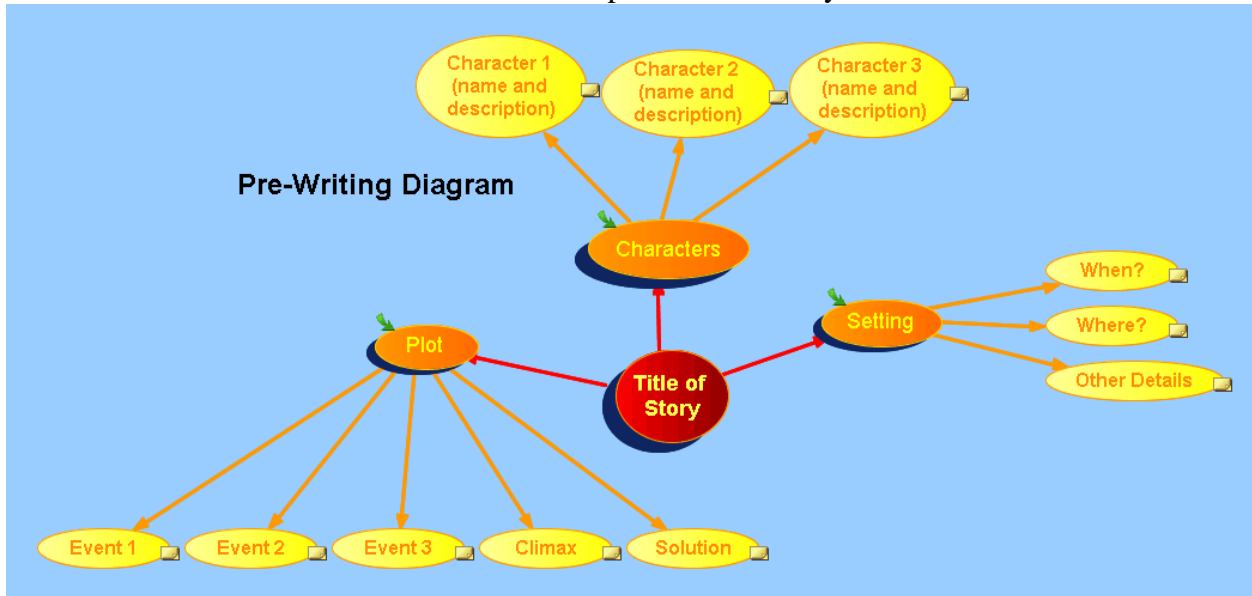 Character 1
(name and
description)
Character 2
(name and
description)
Character 3
(name and
description)
Pre-Writing Diagram
Characters
When?
Setting
Where?
Plot
Title of
Story
Other Details
Event 1
Event 2
Event 3
Climax
Solution